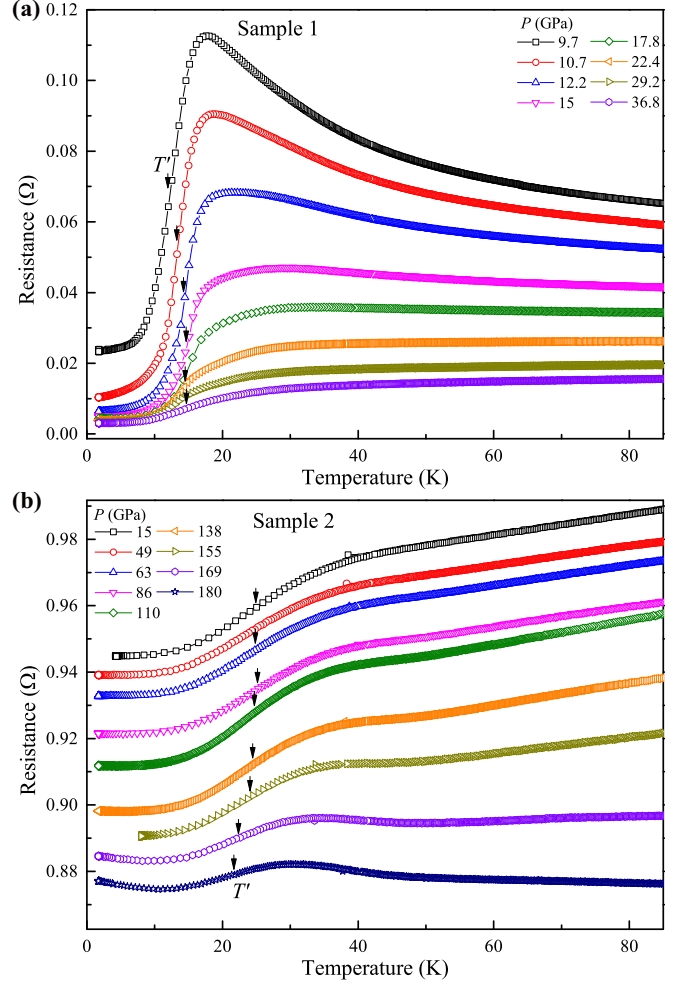 (a)
0.12
0.10
0.08
0.06
0.04
0.02
0.00
Resistance (Ω)
Sample 1
P (GPa)
9.7
10.7
12.2
15
17.8
22.4
29.2
36.8
T′
0 20 40 60 80
Temperature (K)
(b)
0.98
0.96
0.94
0.92
0.90
0.88
Resistance (Ω)
P (GPa)
15
49
63
86
110
138
155
169
180
Sample 2
T′
0 20 40 60 80
Temperature (K)